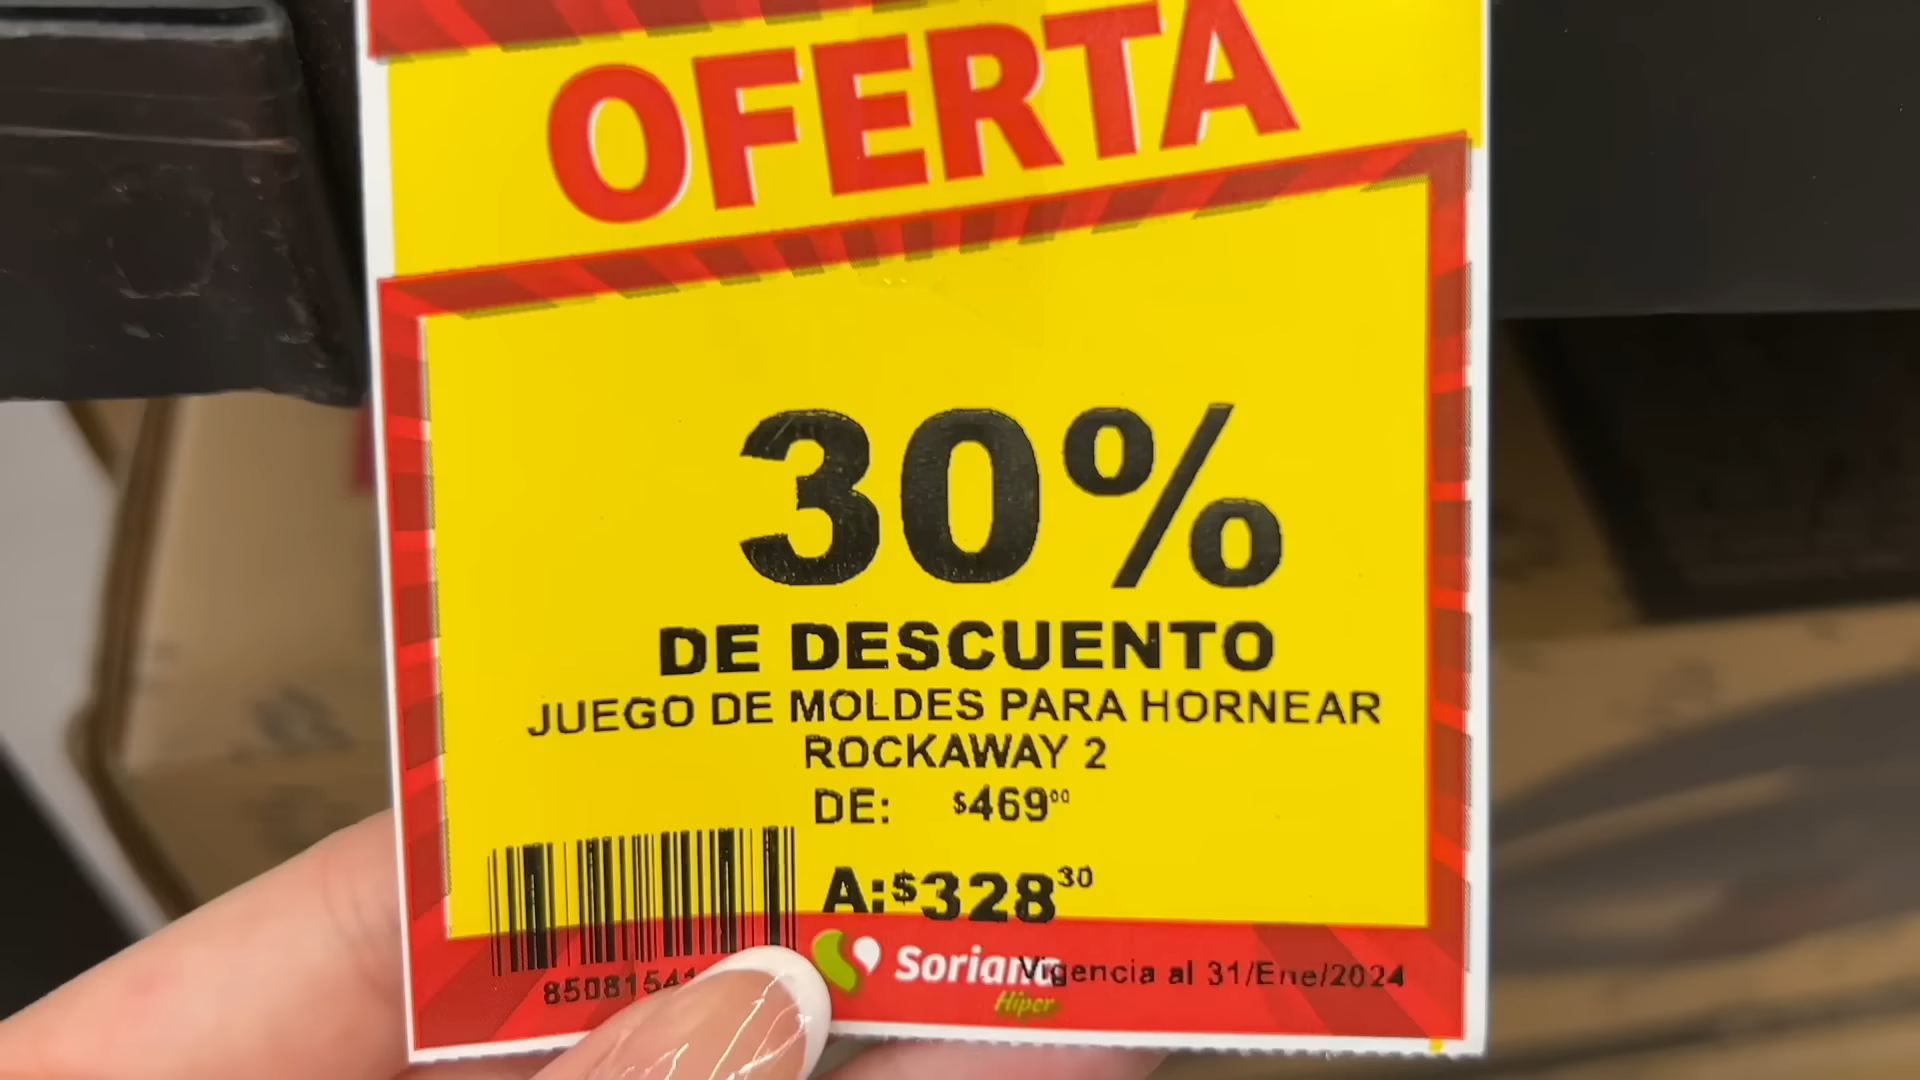 OFERTA
30%
DE DESCUENTO
JUEGO DE MOLDES PARA HORNEAR
ROCKAWAY 2
DE: $469⁰⁰
A:$328³⁰
Soriana
Híper
Vigencia al 31/Ene/2024